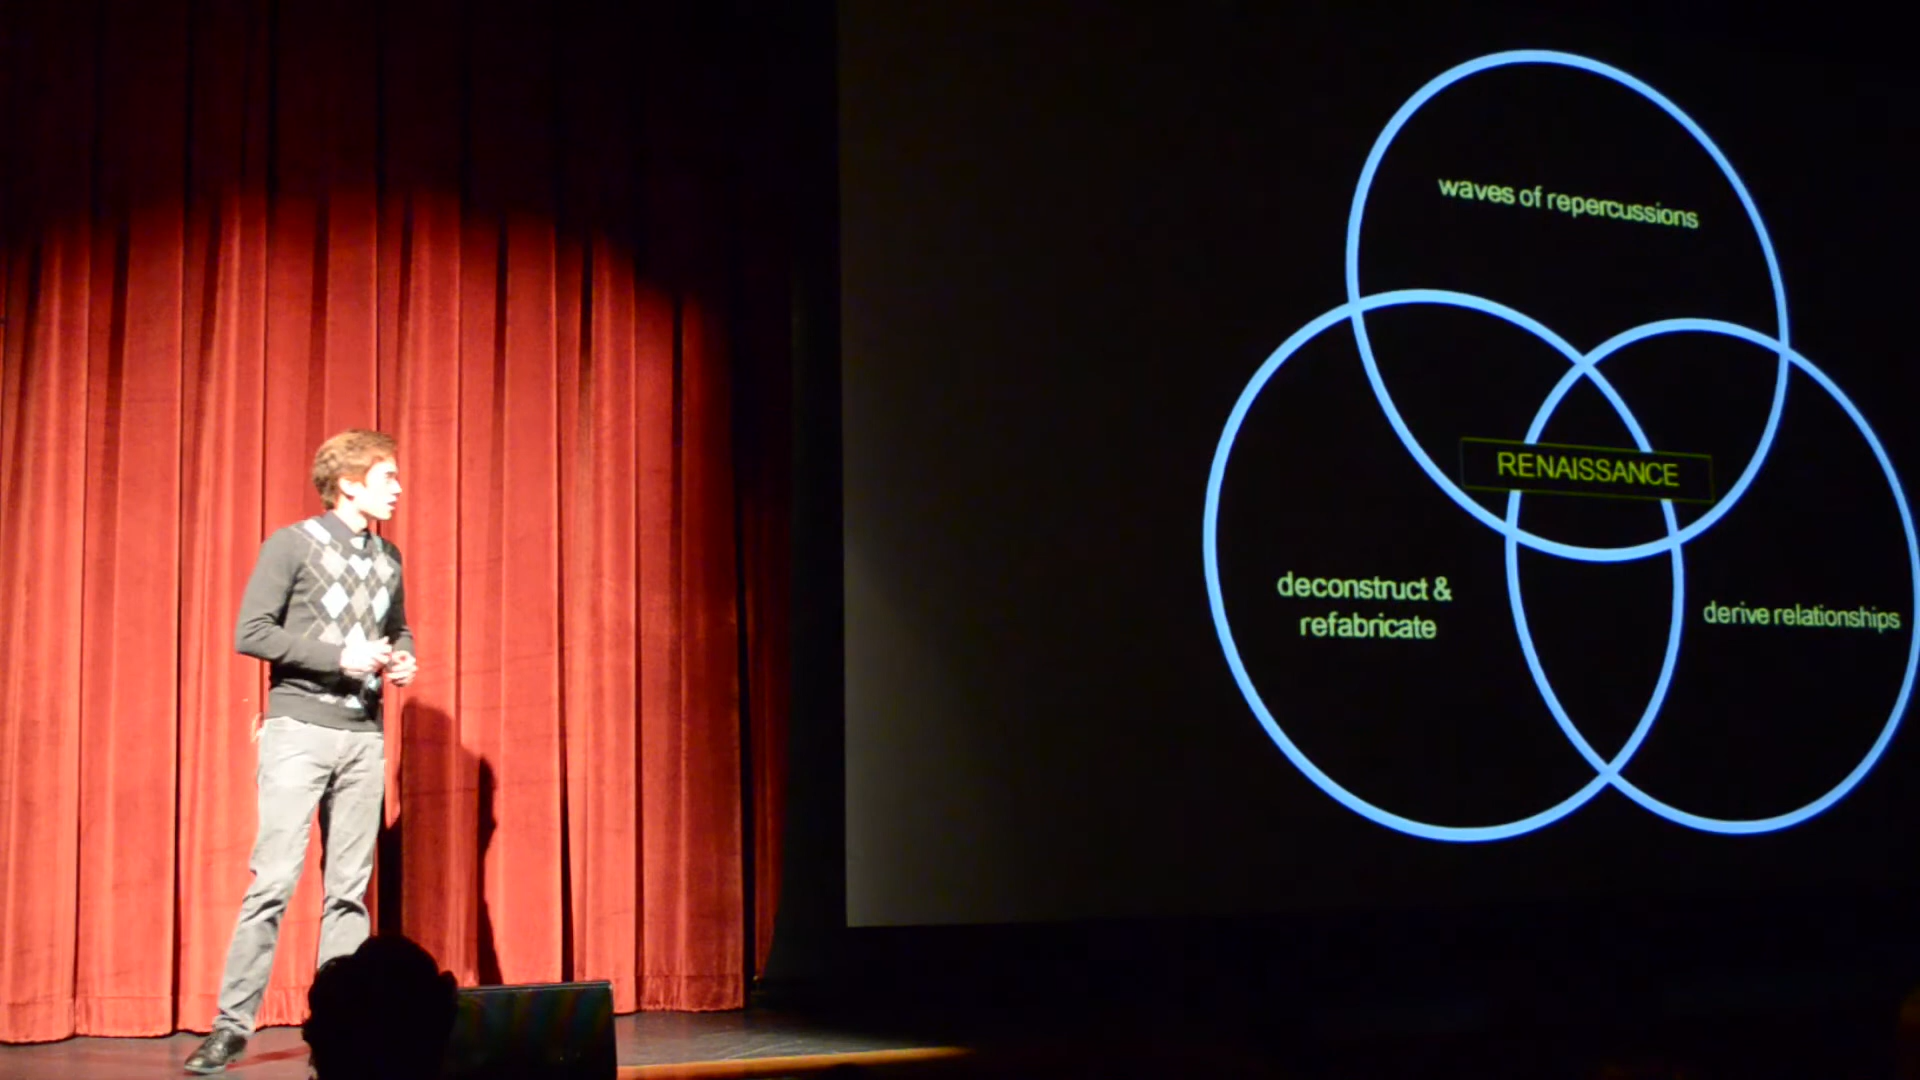 waves of repercussions
RENAISSANCE
deconstruct &
refabricate
derive relationships